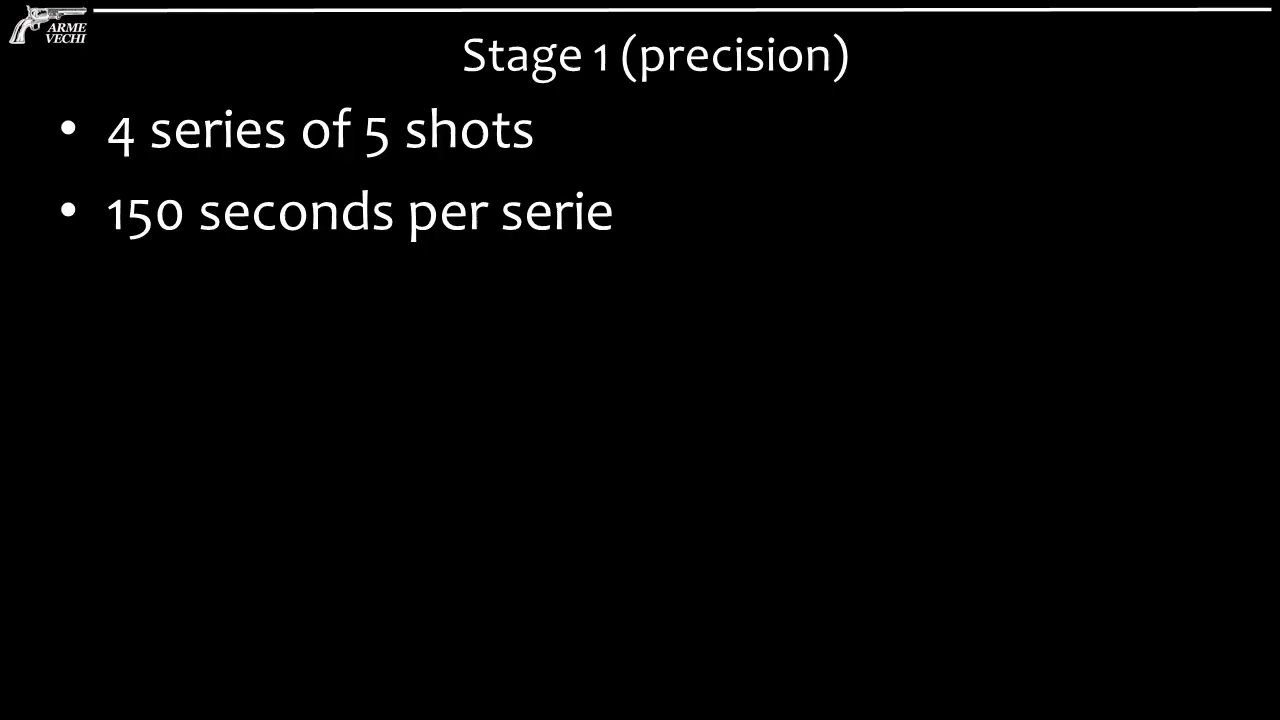 ARME
VECHI
Stage 1 (precision)
• 4 series of 5 shots
• 150 seconds per serie